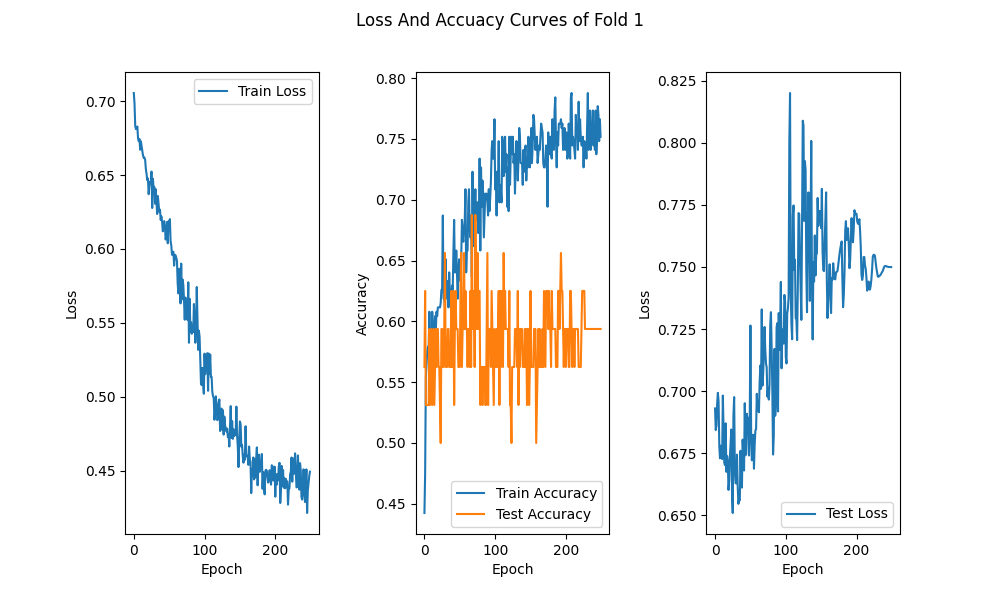 Loss And Accuacy Curves of Fold 1
Loss
0.70
0.65
0.60
0.55
0.50
0.45
0 100 200
Epoch
Train Loss
Accuracy
0.80
0.75
0.70
0.65
0.60
0.55
0.50
0.45
0 100 200
Epoch
Train Accuracy
Test Accuracy
Loss
0.825
0.800
0.775
0.750
0.725
0.700
0.675
0.650
0 100 200
Epoch
Test Loss